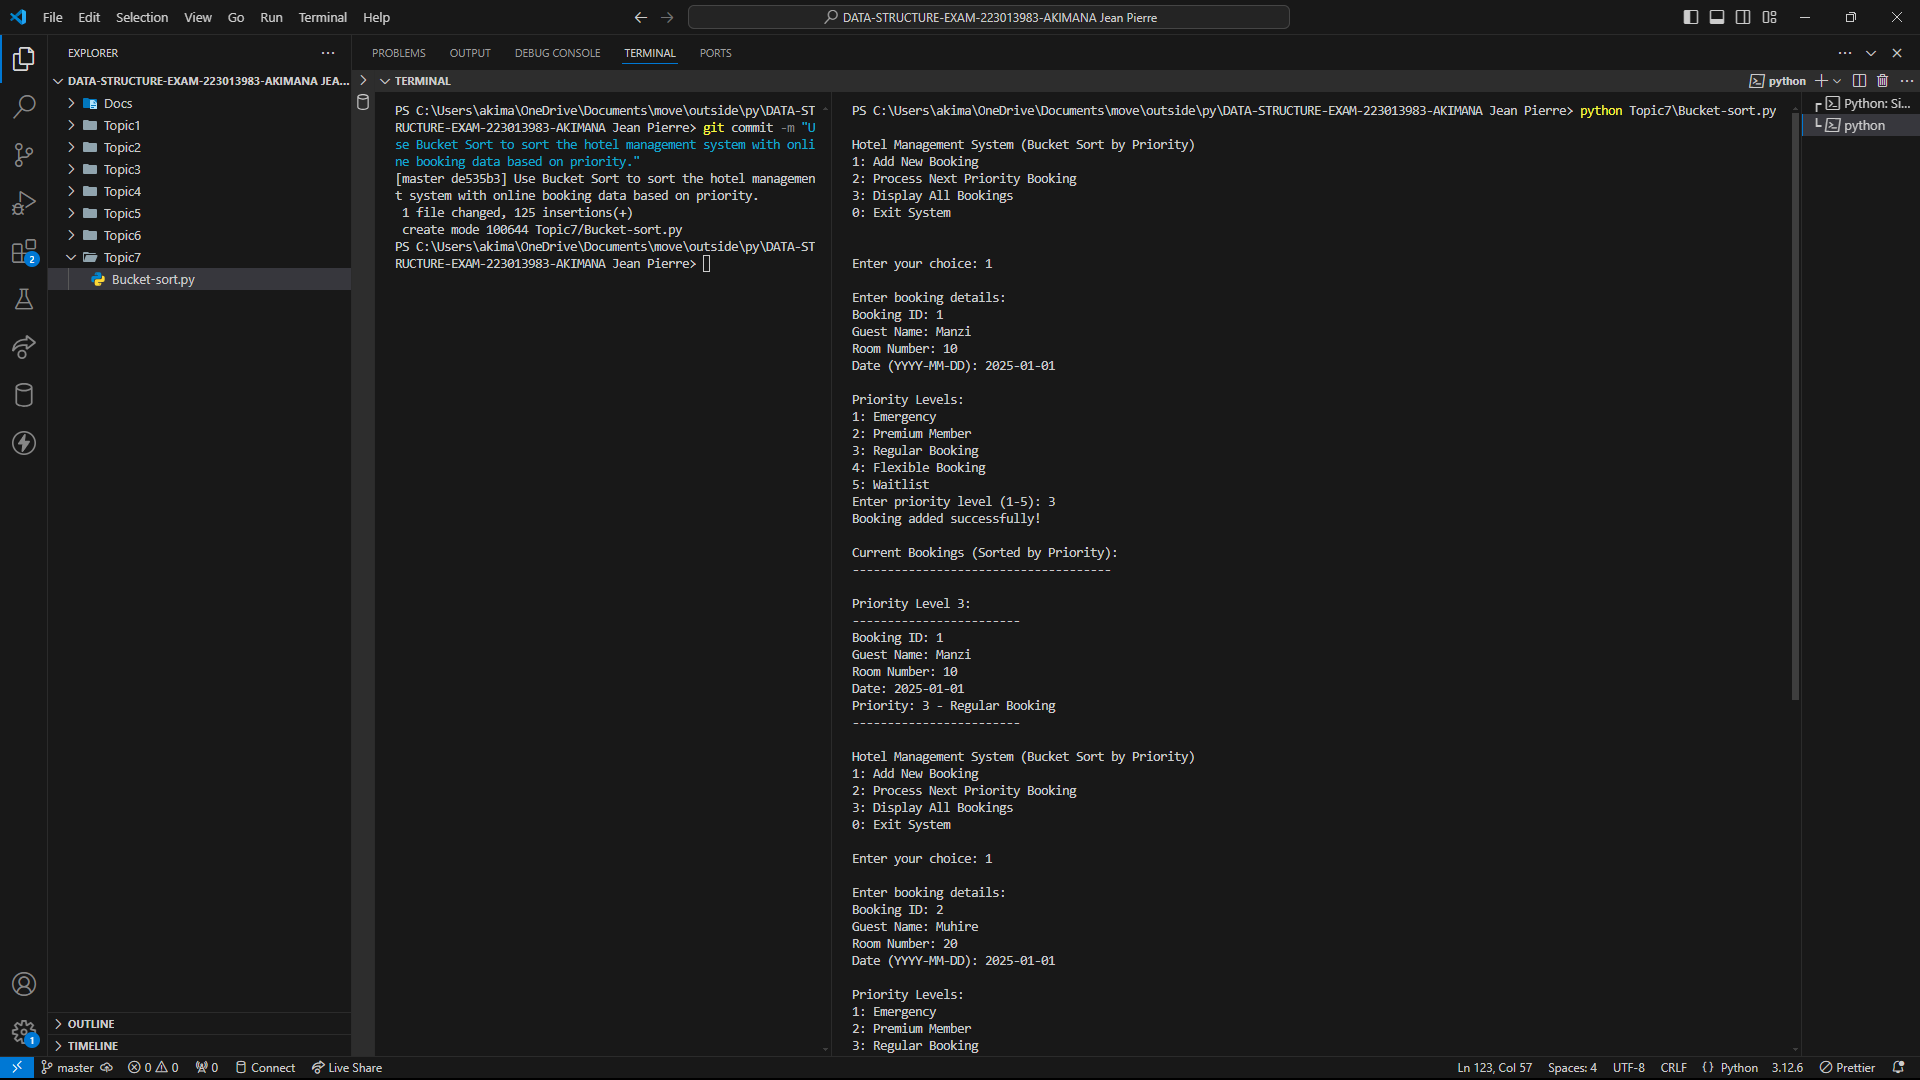 File Edit Selection View Go Run Terminal Help
DATA-STRUCTURE-EXAM-223013983-AKIMANA Jean Pierre
EXPLORER
DATA-STRUCTURE-EXAM-223013983-AKIMANA JEA...
Docs
Topic1
Topic2
Topic3
Topic4
Topic5
Topic6
Topic7
Bucket-sort.py
OUTLINE
TIMELINE
2
1
PROBLEMS OUTPUT DEBUG CONSOLE TERMINAL PORTS
TERMINAL
python
PS C:\Users\akima\OneDrive\Documents\move\outside\py\DATA-ST
RUCTURE-EXAM-223013983-AKIMANA Jean Pierre> git commit -m "U
se Bucket Sort to sort the hotel management system with onli
ne booking data based on priority."
[master de535b3] Use Bucket Sort to sort the hotel managemen
t system with online booking data based on priority.
1 file changed, 125 insertions(+)
create mode 100644 Topic7/Bucket-sort.py
PS C:\Users\akima\OneDrive\Documents\move\outside\py\DATA-ST
RUCTURE-EXAM-223013983-AKIMANA Jean Pierre>
PS C:\Users\akima\OneDrive\Documents\move\outside\py\DATA-STRUCTURE-EXAM-223013983-AKIMANA Jean Pierre> python Topic7\Bucket-sort.py
Hotel Management System (Bucket Sort by Priority)
1: Add New Booking
2: Process Next Priority Booking
3: Display All Bookings
0: Exit System
Enter your choice: 1
Enter booking details:
Booking ID: 1
Guest Name: Manzi
Room Number: 10
Date (YYYY-MM-DD): 2025-01-01
Priority Levels:
1: Emergency
2: Premium Member
3: Regular Booking
4: Flexible Booking
5: Waitlist
Enter priority level (1-5): 3
Booking added successfully!
Current Bookings (Sorted by Priority):
-------------------------------------
Priority Level 3:
------------------------
Booking ID: 1
Guest Name: Manzi
Room Number: 10
Date: 2025-01-01
Priority: 3 - Regular Booking
------------------------
Hotel Management System (Bucket Sort by Priority)
1: Add New Booking
2: Process Next Priority Booking
3: Display All Bookings
0: Exit System
Enter your choice: 1
Enter booking details:
Booking ID: 2
Guest Name: Muhire
Room Number: 20
Date (YYYY-MM-DD): 2025-01-01
Priority Levels:
1: Emergency
2: Premium Member
3: Regular Booking
Python: Si...
python
master 0 0 0 Connect Live Share
Ln 123, Col 57 Spaces: 4 UTF-8 CRLF {} Python 3.12.6 Prettier